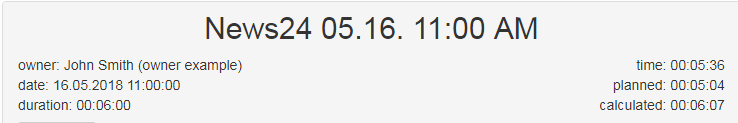 News24 05.16. 11:00 AM
owner: John Smith (owner example) time: 00:05:36
date: 16.05.2018 11:00:00 planned: 00:05:04
duration: 00:06:00 calculated: 00:06:07